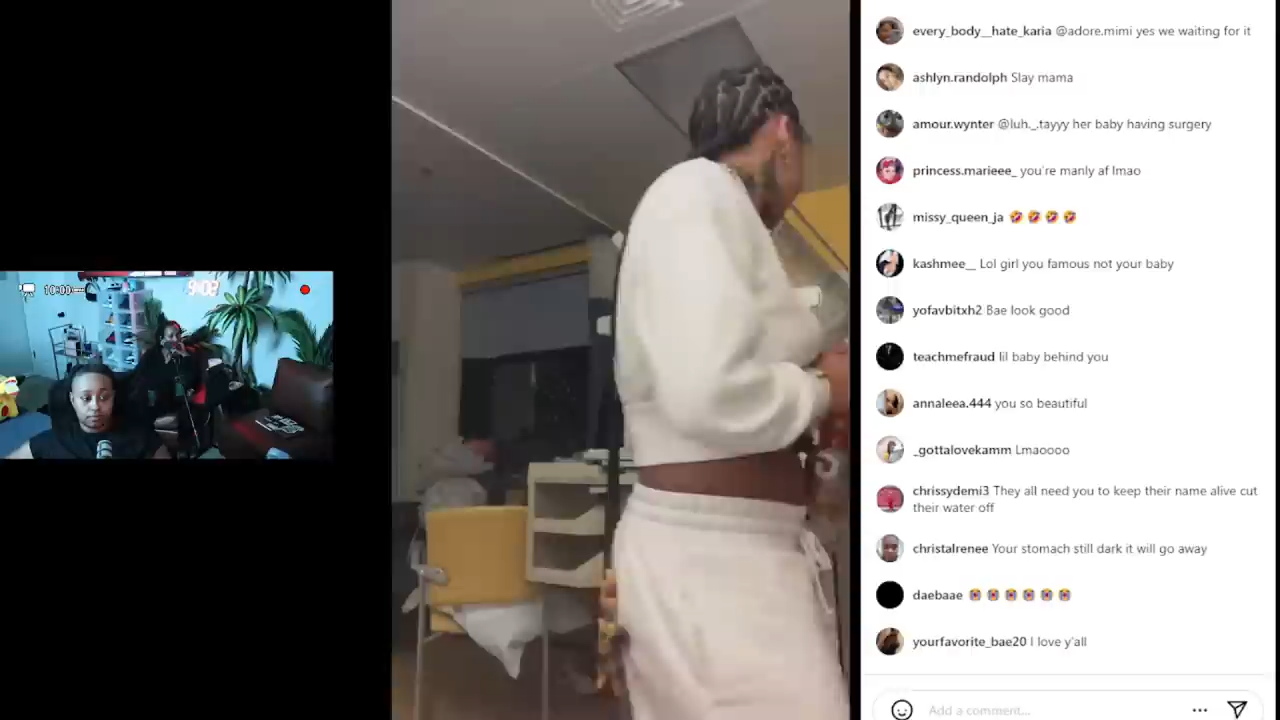 10:00
9:03
every_body__hate_karia @adore.mimi yes we waiting for it
ashlyn.randolph Slay mama
amour.wynter @luh._.tayyy her baby having surgery
princess.marieee_ you're manly af lmao
missy_queen_ja 🤣 🤣 🤣 🤣
kashmee__ Lol girl you famous not your baby
yofavbitxh2 Bae look good
teachmefraud lil baby behind you
annaleea.444 you so beautiful
_gottalovekamm Lmaoooo
chrissydemi3 They all need you to keep their name alive cut
their water off
christalrenee Your stomach still dark it will go away
daebaae 😭 😭 😭 😭 😭 😭
yourfavorite_bae20 I love y'all
Add a comment...